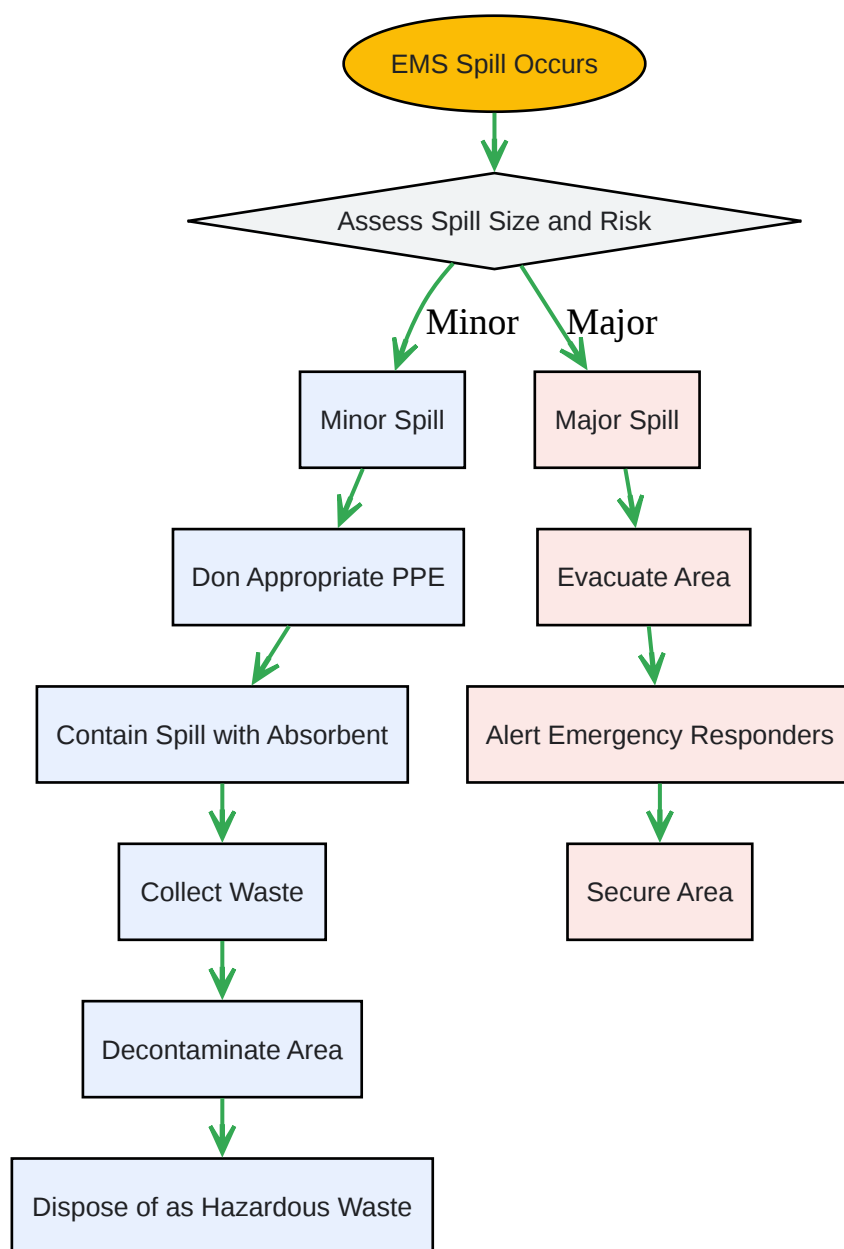 EMS Spill Occurs
Assess Spill Size and Risk
Minor
Major
Minor Spill
Major Spill
Don Appropriate PPE
Evacuate Area
Contain Spill with Absorbent
Alert Emergency Responders
Collect Waste
Secure Area
Decontaminate Area
Dispose of as Hazardous Waste